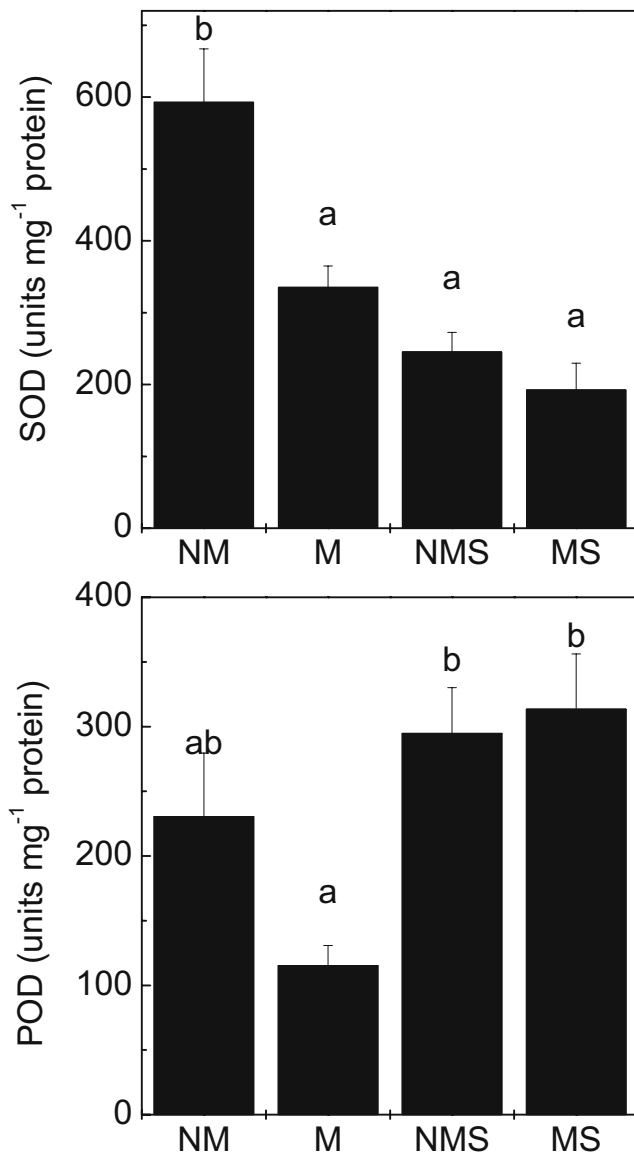 SOD (units mg⁻¹ protein)
600
400
200
0
b
a
a
a
NM M NMS MS
POD (units mg⁻¹ protein)
400
300
200
100
0
ab
a
b
b
NM M NMS MS